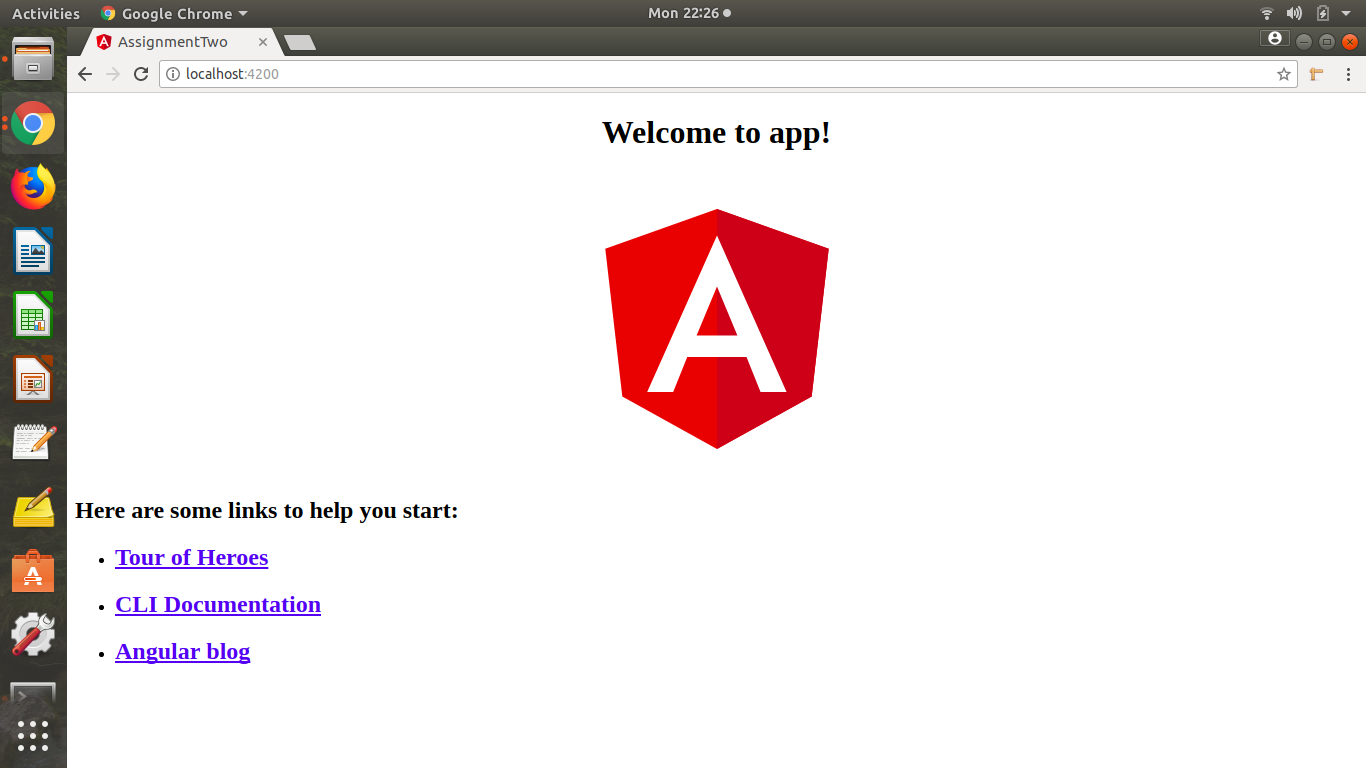 Activities
Google Chrome
Mon 22:26
AssignmentTwo
localhost:4200
Welcome to app!
A
Here are some links to help you start:
Tour of Heroes
CLI Documentation
Angular blog